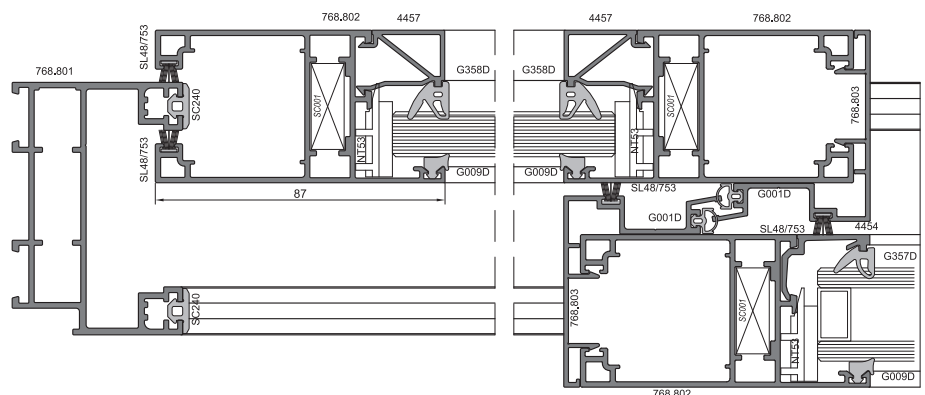 768.802
4457
4457
768.802
SL48/753
768.801
G358D
G358D
SC240
SC001
SC001
768.803
SL48/753
NT53
NT53
G009D
G009D
87
SL48/753
G001D
G001D
SL48/753
4454
G357D
SC240
768.803
SC001
NT53
G009D
768.802